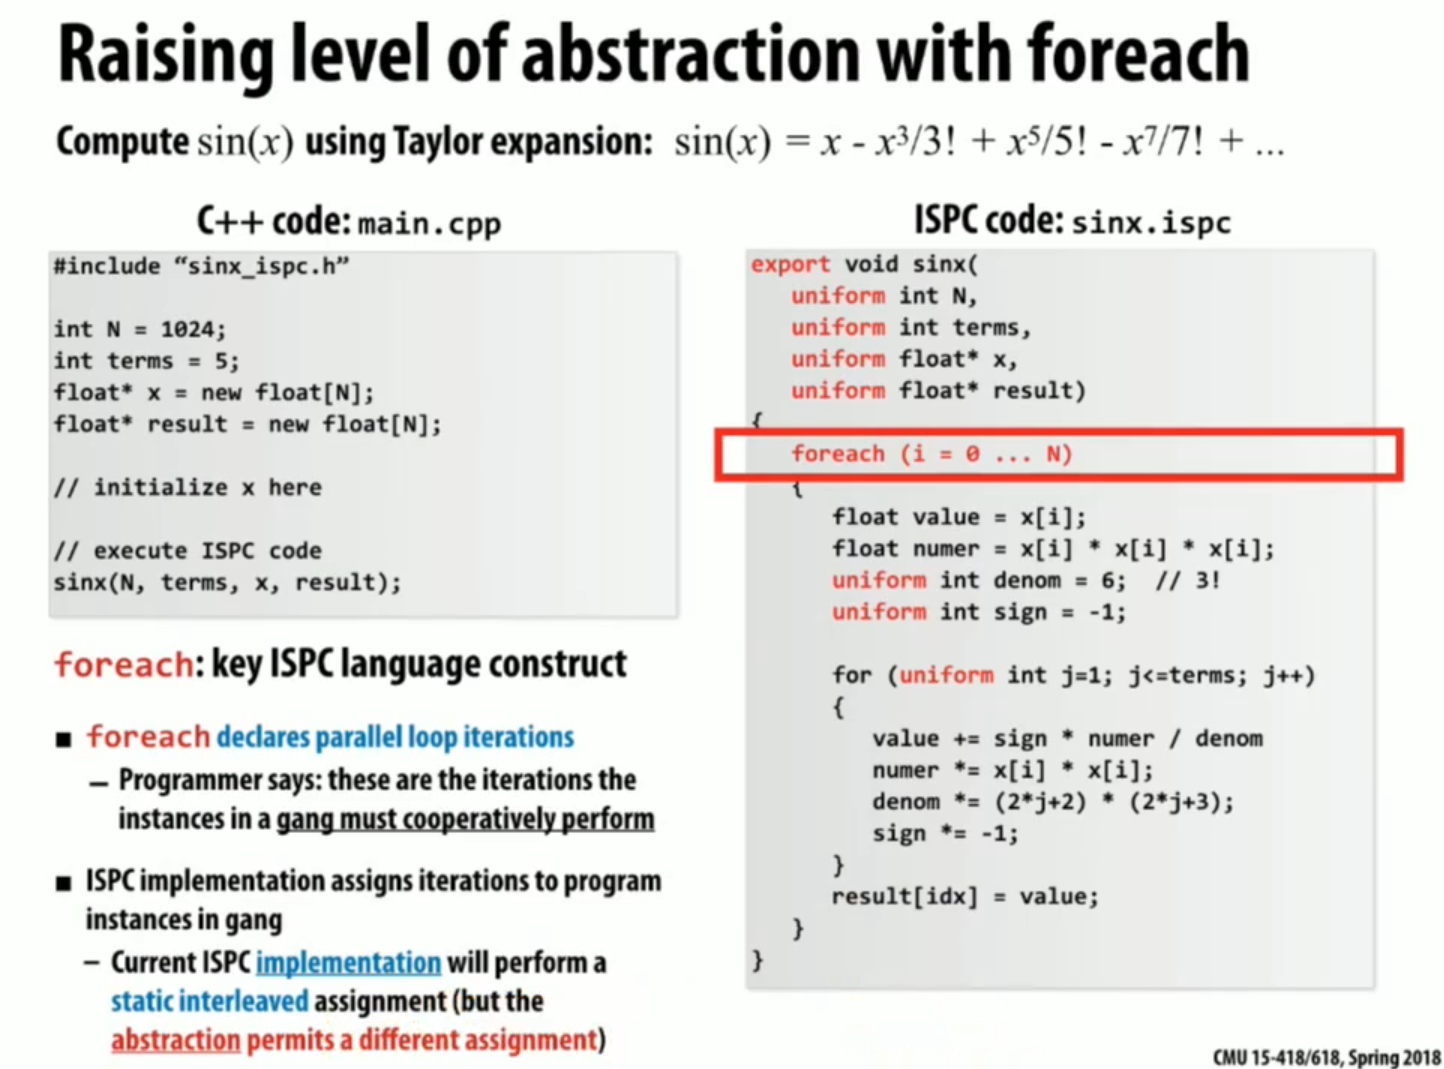 Raising level of abstraction with foreach
Compute sin(x) using Taylor expansion: sin(x) = x - x³/3! + x⁵/5! - x⁷/7! + ...
C++ code: main.cpp
#include “sinx_ispc.h”
int N = 1024;
int terms = 5;
float* x = new float[N];
float* result = new float[N];
// initialize x here
// execute ISPC code
sinx(N, terms, x, result);
foreach: key ISPC language construct
■ foreach declares parallel loop iterations
– Programmer says: these are the iterations the
instances in a gang must cooperatively perform
■ ISPC implementation assigns iterations to program
instances in gang
– Current ISPC implementation will perform a
static interleaved assignment (but the
abstraction permits a different assignment)
ISPC code: sinx.ispc
export void sinx(
uniform int N,
uniform int terms,
uniform float* x,
uniform float* result)
{
foreach (i = 0 ... N)
{
float value = x[i];
float numer = x[i] * x[i] * x[i];
uniform int denom = 6; // 3!
uniform int sign = -1;
for (uniform int j=1; j<=terms; j++)
{
value += sign * numer / denom
numer *= x[i] * x[i];
denom *= (2*j+2) * (2*j+3);
sign *= -1;
}
result[idx] = value;
}
}
CMU 15-418/618, Spring 2018